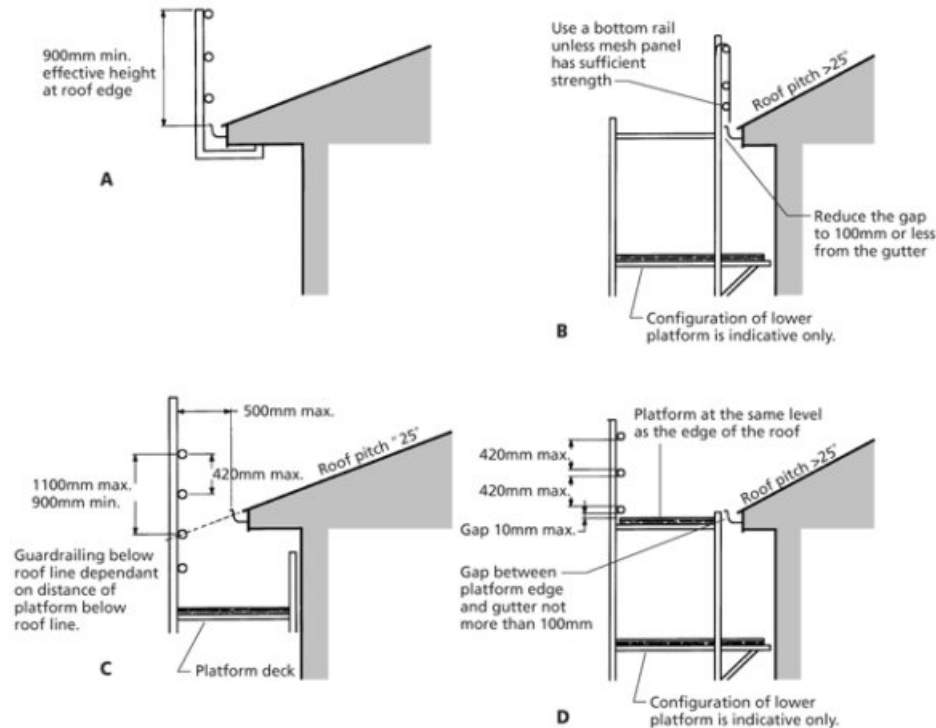 900mm min.
effective height
at roof edge
A
Use a bottom rail
unless mesh panel
has sufficient
strength
Roof pitch >25°
Reduce the gap
to 100mm or less
from the gutter
Configuration of lower
platform is indicative only.
B
500mm max.
Roof pitch "25°
420mm max.
1100mm max.
900mm min.
Guardrailing below
roof line dependant
on distance of
platform below
roof line.
Platform deck
C
Platform at the same level
as the edge of the roof
Roof pitch >25°
420mm max.
420mm max.
Gap 10mm max.
Gap between
platform edge
and gutter not
more than 100mm
Configuration of lower
platform is indicative only.
D